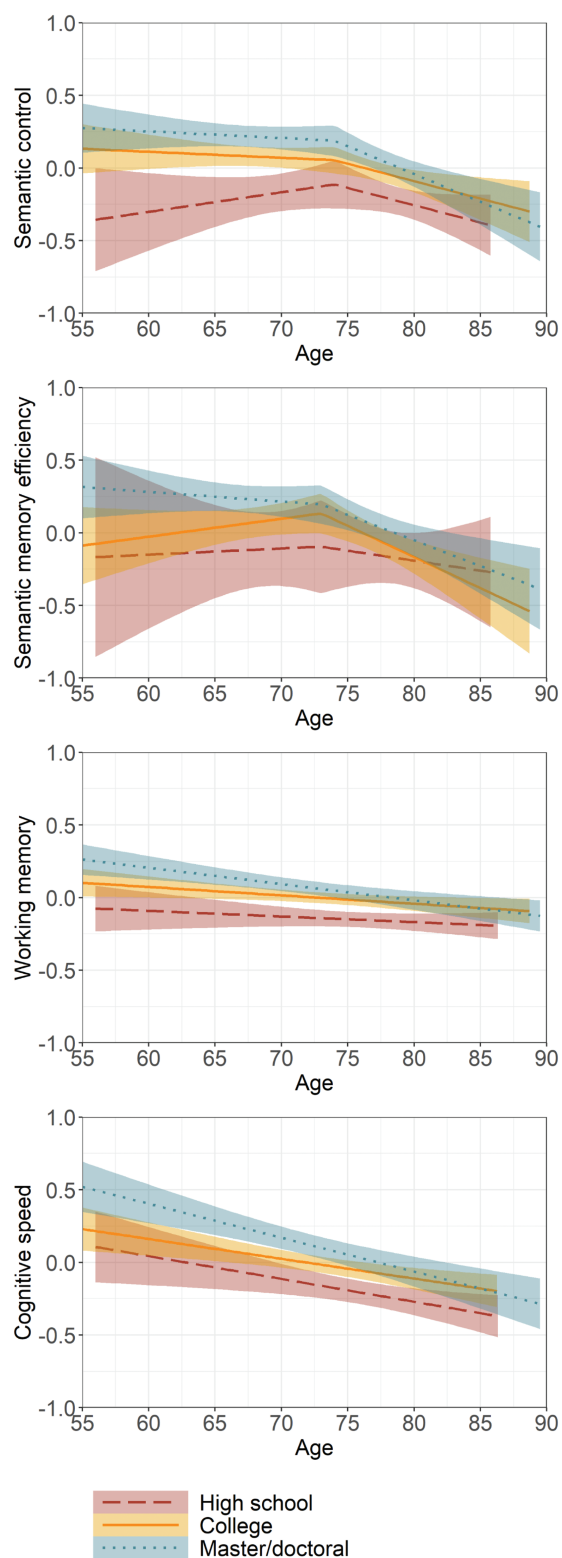 Semantic control
1.0
0.5
0.0
-0.5
-1.0
55 60 65 70 75 80 85 90
Age
Semantic memory efficiency
1.0
0.5
0.0
-0.5
-1.0
55 60 65 70 75 80 85 90
Age
Working memory
1.0
0.5
0.0
-0.5
-1.0
55 60 65 70 75 80 85 90
Age
Cognitive speed
1.0
0.5
0.0
-0.5
-1.0
55 60 65 70 75 80 85 90
Age
High school
College
Master/doctoral